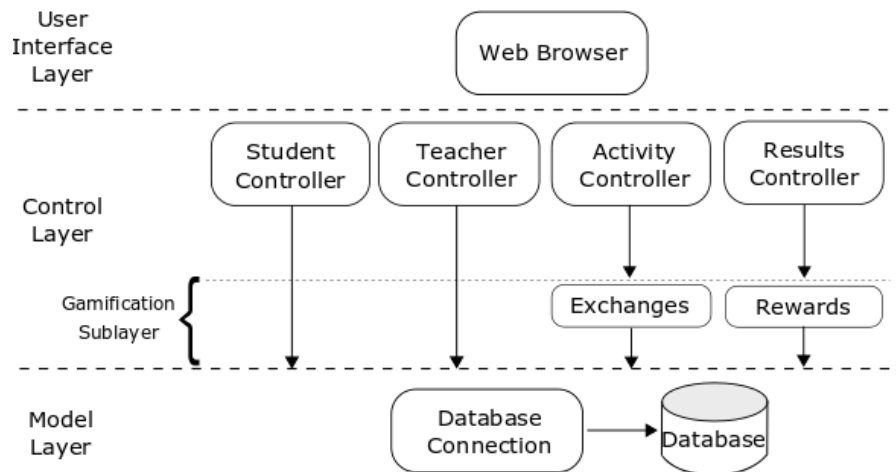 User
Interface
Layer
Web Browser
Student
Controller
Teacher
Controller
Activity
Controller
Results
Controller
Control
Layer
Gamification
Sublayer
Exchanges
Rewards
Model
Layer
Database
Connection
Database